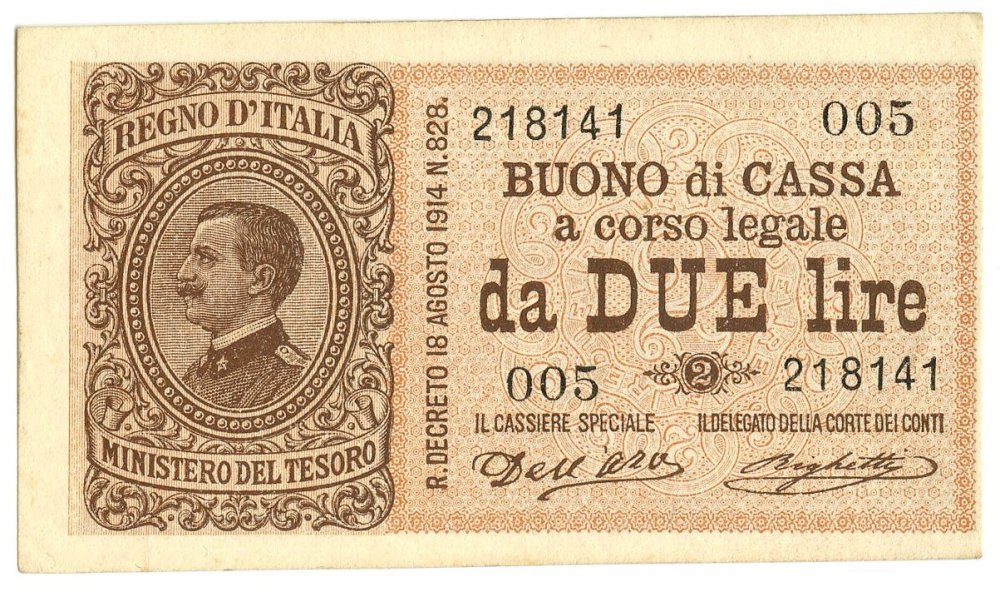 REGNO D'ITALIA
MINISTERO DEL TESORO
R. DECRETO 18 AGOSTO 1914 N. 828.
218141 005
BUONO di CASSA
a corso legale
da DUE lire
005 2 218141
IL CASSIERE SPECIALE IL DELEGATO DELLA CORTE DEI CONTI
Dell'Ara Righetti